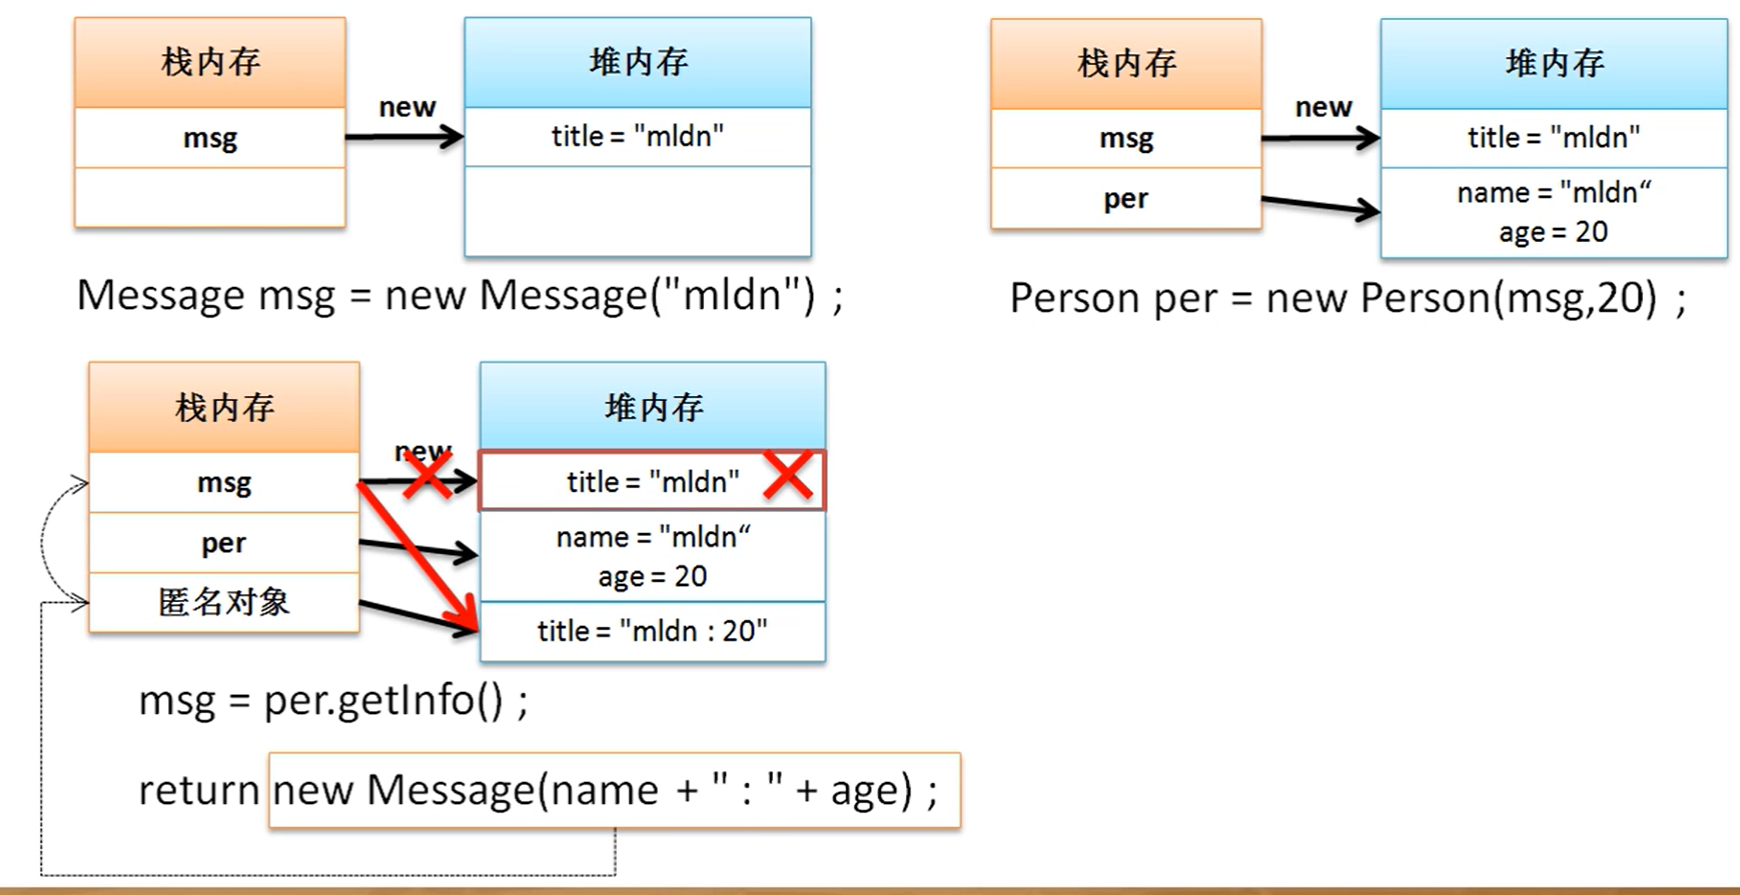 栈内存
堆内存
new
msg
title = "mldn"
Message msg = new Message("mldn") ;
栈内存
堆内存
new
msg
title = "mldn"
per
name = "mldn“
age = 20
Person per = new Person(msg,20) ;
栈内存
堆内存
new
msg
title = "mldn"
per
name = "mldn“
age = 20
匿名对象
title = "mldn : 20"
msg = per.getInfo() ;
return new Message(name + " : " + age) ;